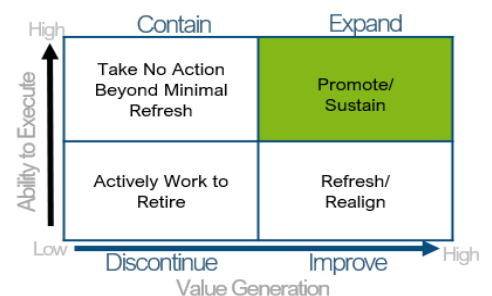 Contain
Expand
High
Take No Action
Beyond Minimal
Refresh
Promote/
Sustain
Ability to Execute
Actively Work to
Retire
Refresh/
Realign
Low
High
Discontinue
Improve
Value Generation